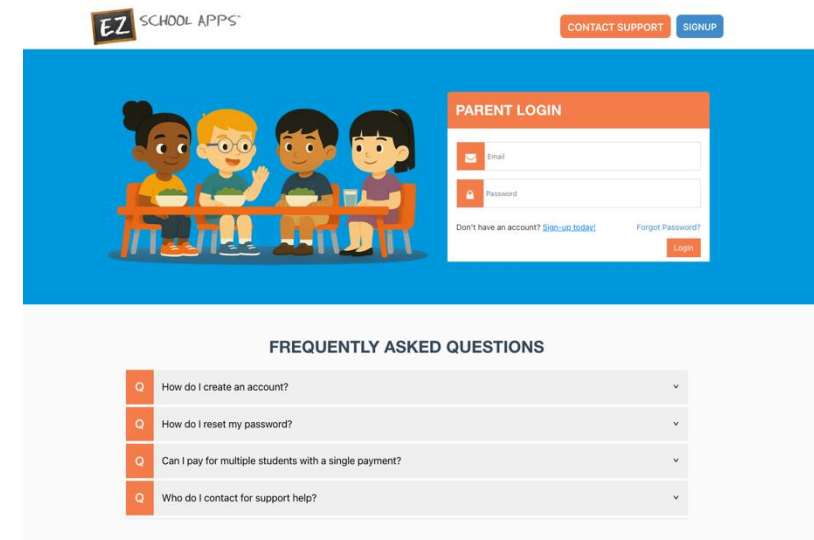 EZ SCHOOL APPS™
CONTACT SUPPORT
SIGNUP
PARENT LOGIN
Email
Password
Don't have an account? Sign-up today!
Forgot Password?
Login
FREQUENTLY ASKED QUESTIONS
Q How do I create an account?
Q How do I reset my password?
Q Can I pay for multiple students with a single payment?
Q Who do I contact for support help?